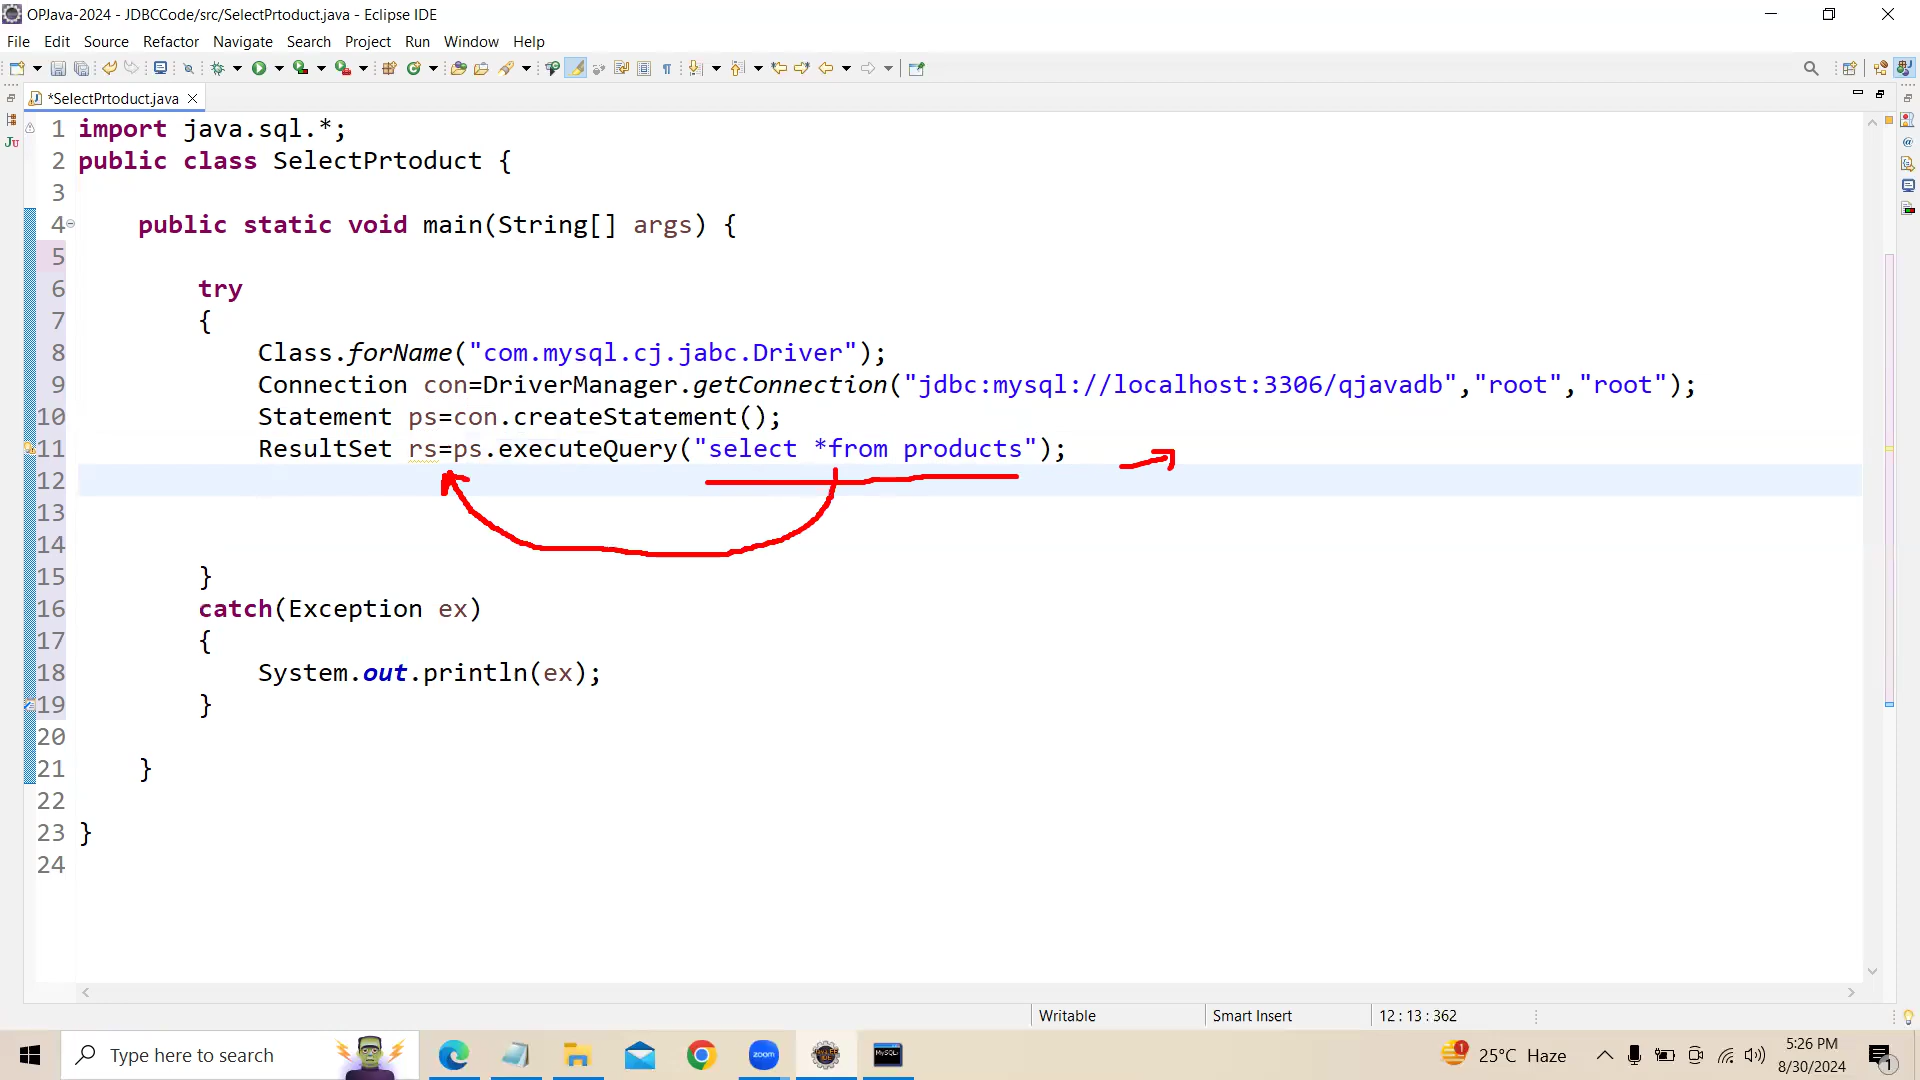 OPJava-2024 - JDBCCode/src/SelectPrtoduct.java - Eclipse IDE
File Edit Source Refactor Navigate Search Project Run Window Help
*SelectPrtoduct.java
1 import java.sql.*;
2 public class SelectPrtoduct {
3
4 public static void main(String[] args) {
5
6 try
7 {
8 Class.forName("com.mysql.cj.jabc.Driver");
9 Connection con=DriverManager.getConnection("jdbc:mysql://localhost:3306/qjavadb","root","root");
10 Statement ps=con.createStatement();
11 ResultSet rs=ps.executeQuery("select *from products");
12
13
14
15 }
16 catch(Exception ex)
17 {
18 System.out.println(ex);
19 }
20
21 }
22
23 }
24
Writable Smart Insert 12 : 13 : 362
Type here to search zoom MySQL 1 25°C Haze 5:26 PM
8/30/2024 1